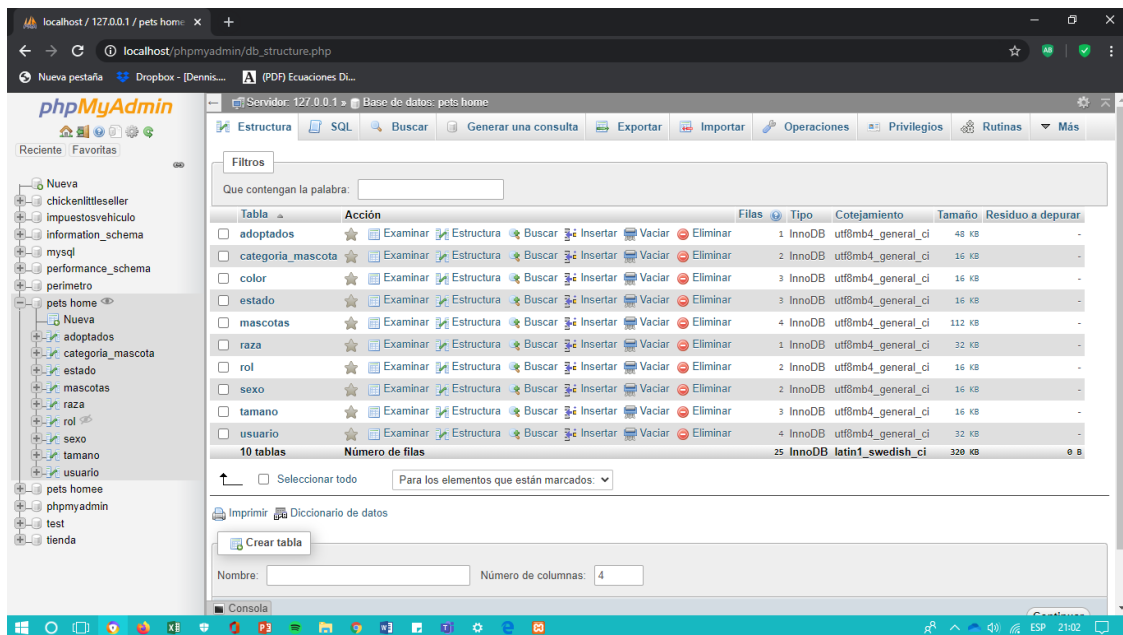 localhost / 127.0.0.1 / pets home
localhost/phpmyadmin/db_structure.php
AB
Nueva pestaña Dropbox - [Dennis.... A (PDF) Ecuaciones Di...
phpMyAdmin
Reciente Favoritas
Nueva
chickenlittleseller
impuestosvehiculo
information_schema
mysql
performance_schema
perimetro
pets home
Nueva
adoptados
categoria_mascota
estado
mascotas
raza
rol
sexo
tamano
usuario
pets homee
phpmyadmin
test
tienda
Servidor: 127.0.0.1 » Base de datos: pets home
Estructura SQL Buscar Generar una consulta Exportar Importar Operaciones Privilegios Rutinas Más
Filtros
Que contengan la palabra:
Tabla Acción Filas Tipo Cotejamiento Tamaño Residuo a depurar
adoptados Examinar Estructura Buscar Insertar Vaciar Eliminar 1 InnoDB utf8mb4_general_ci 48 KB -
categoria_mascota Examinar Estructura Buscar Insertar Vaciar Eliminar 2 InnoDB utf8mb4_general_ci 16 KB -
color Examinar Estructura Buscar Insertar Vaciar Eliminar 3 InnoDB utf8mb4_general_ci 16 KB -
estado Examinar Estructura Buscar Insertar Vaciar Eliminar 3 InnoDB utf8mb4_general_ci 16 KB -
mascotas Examinar Estructura Buscar Insertar Vaciar Eliminar 4 InnoDB utf8mb4_general_ci 112 KB -
raza Examinar Estructura Buscar Insertar Vaciar Eliminar 1 InnoDB utf8mb4_general_ci 32 KB -
rol Examinar Estructura Buscar Insertar Vaciar Eliminar 2 InnoDB utf8mb4_general_ci 16 KB -
sexo Examinar Estructura Buscar Insertar Vaciar Eliminar 2 InnoDB utf8mb4_general_ci 16 KB -
tamano Examinar Estructura Buscar Insertar Vaciar Eliminar 3 InnoDB utf8mb4_general_ci 16 KB -
usuario Examinar Estructura Buscar Insertar Vaciar Eliminar 4 InnoDB utf8mb4_general_ci 32 KB -
10 tablas Número de filas 25 InnoDB latin1_swedish_ci 320 KB 0 B
Seleccionar todo Para los elementos que están marcados:
Imprimir Diccionario de datos
Crear tabla
Nombre: Número de columnas: 4
Consola
Continuar
ESP 21:02